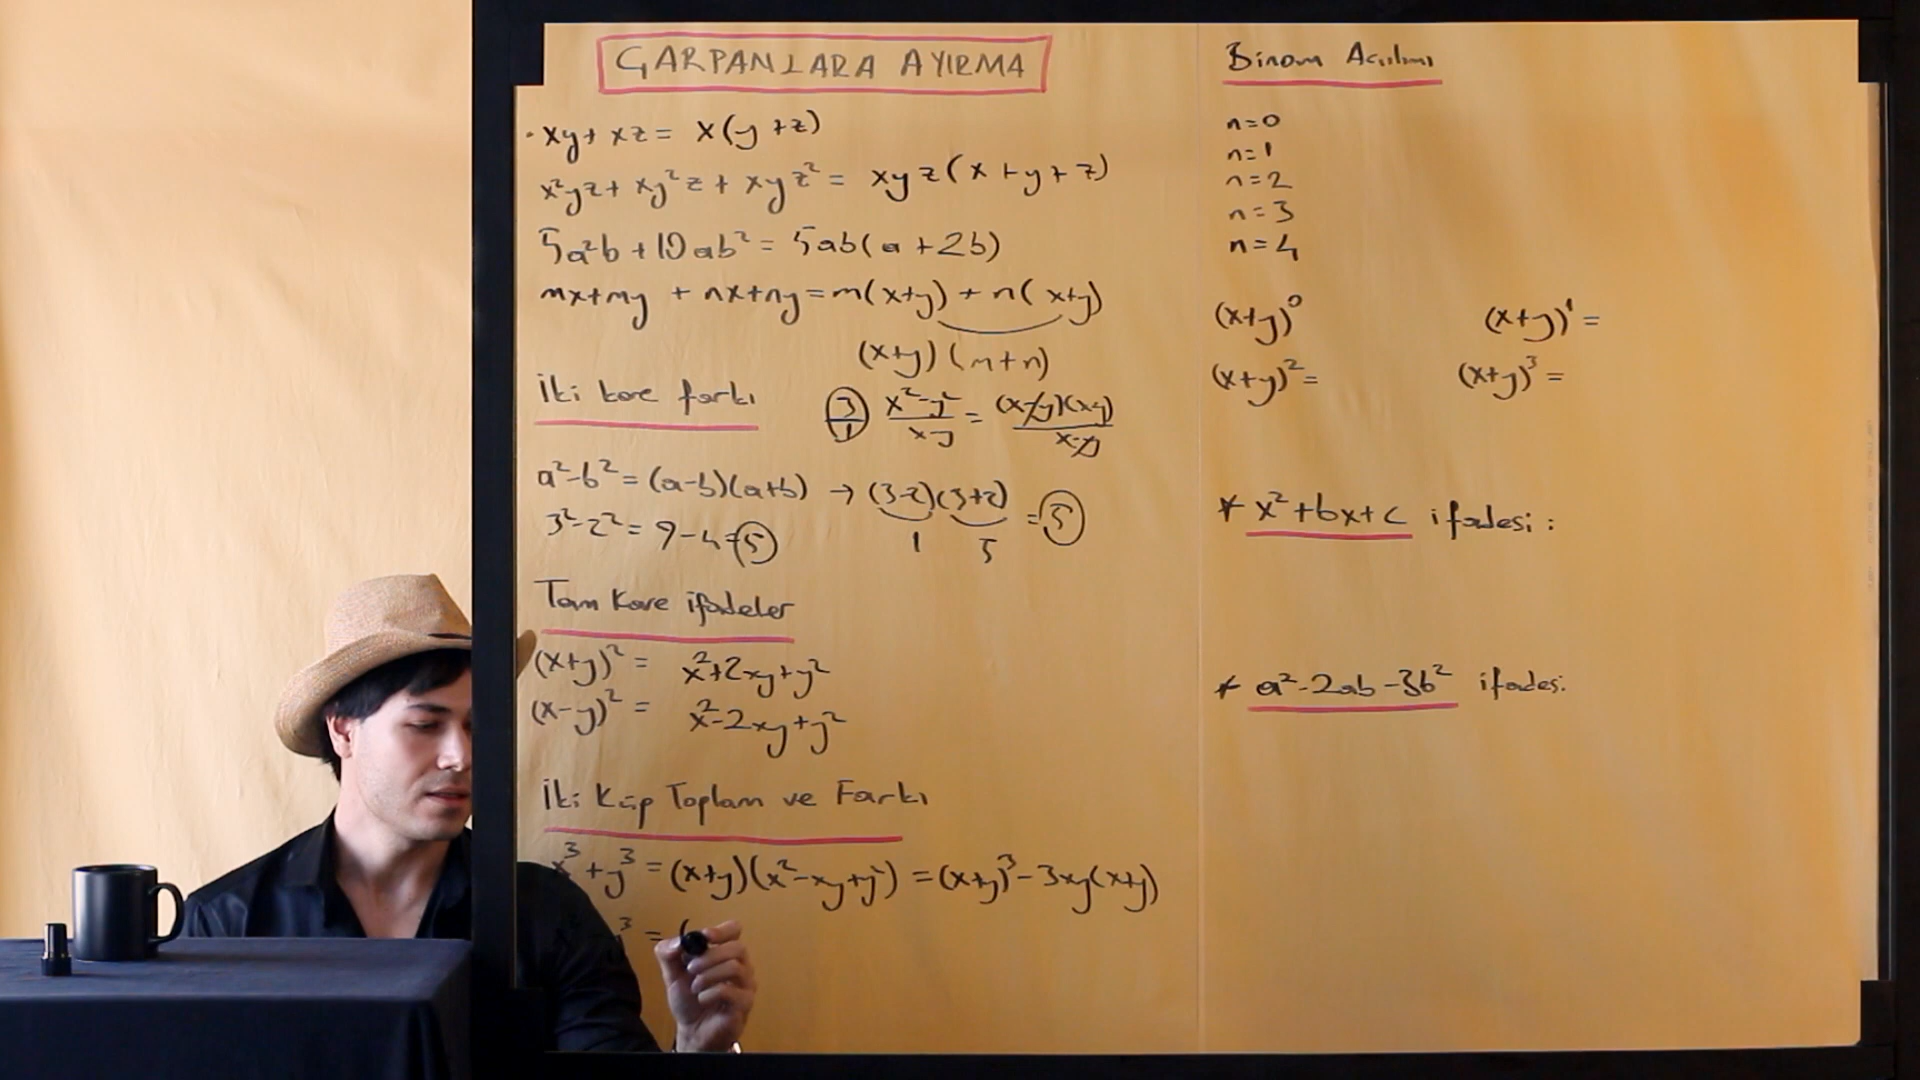 ÇARPANLARA AYIRMA
· xy + xz = x(y+z)
x²yz + xy²z + xyz² = xyz(x+y+z)
5a²b + 10ab² = 5ab(a+2b)
mx+my + nx+ny = m(x+y) + n(x+y)
(x+y)(m+n)
İki kare farkı
3/1 x²-y²/x-y = (x-y)(x+y)/x-y
a²-b² = (a-b)(a+b) → (3-2)(3+2) = 5
1 5
3²-2² = 9-4=5
Tam Kare ifadeler
(x+y)² = x²+2xy+y²
(x-y)² = x²-2xy+y²
İki Küp Toplam ve Farkı
x³+y³ = (x+y)(x²-xy+y²) = (x+y)³-3xy(x+y)
³ = (
Binom Açılımı
n=0
n=1
n=2
n=3
n=4
(x+y)⁰ (x+y)¹ =
(x+y)² = (x+y)³ =
* x²+bx+c ifadesi :
* a²-2ab-3b² ifadesi